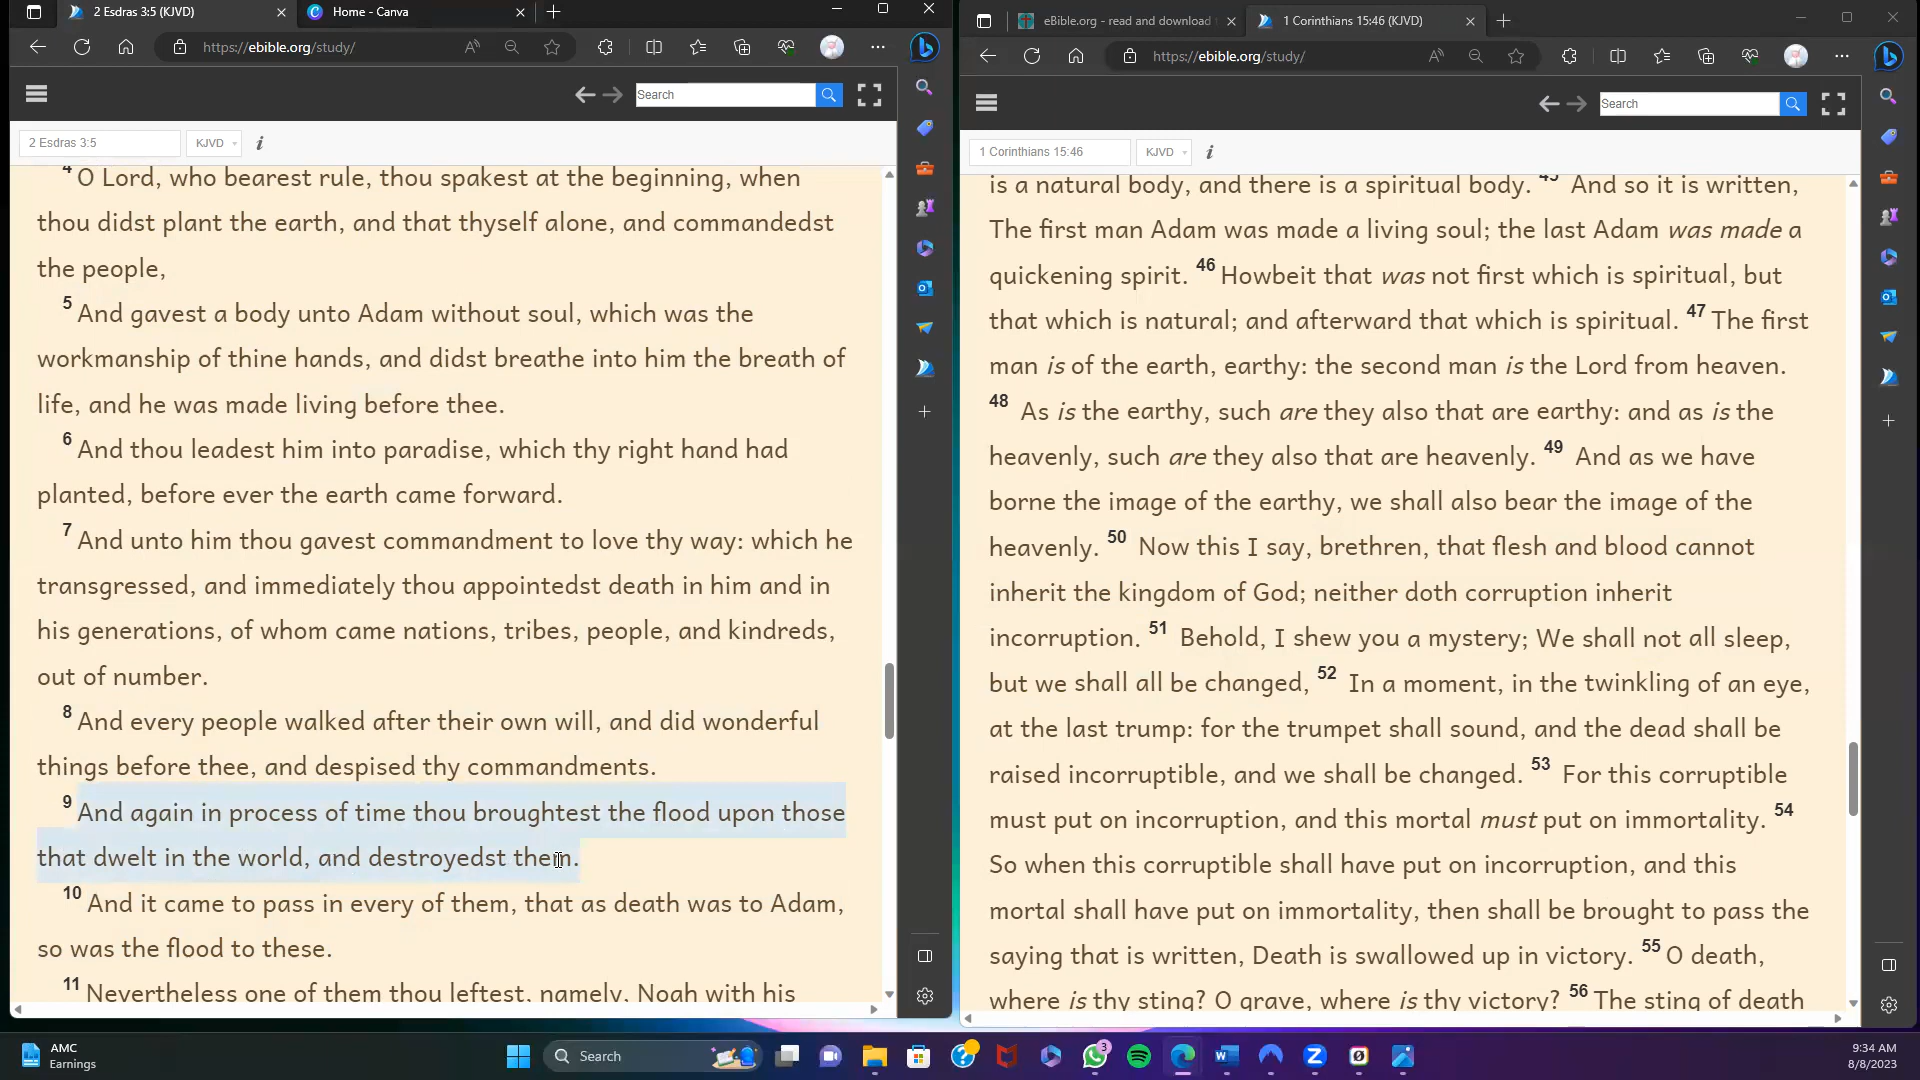 2 Esdras 3:5 (KJVD)
Home - Canva
https://ebible.org/study/
Search
2 Esdras 3:5
KJVD
4 O Lord, who bearest rule, thou spakest at the beginning, when
thou didst plant the earth, and that thyself alone, and commandedst
the people,
5 And gavest a body unto Adam without soul, which was the
workmanship of thine hands, and didst breathe into him the breath of
life, and he was made living before thee.
6 And thou leadest him into paradise, which thy right hand had
planted, before ever the earth came forward.
7 And unto him thou gavest commandment to love thy way: which he
transgressed, and immediately thou appointedst death in him and in
his generations, of whom came nations, tribes, people, and kindreds,
out of number.
8 And every people walked after their own will, and did wonderful
things before thee, and despised thy commandments.
9 And again in process of time thou broughtest the flood upon those
that dwelt in the world, and destroyedst them.
10 And it came to pass in every of them, that as death was to Adam,
so was the flood to these.
11 Nevertheless one of them thou leftest, namely, Noah with his
eBible.org - read and download
1 Corinthians 15:46 (KJVD)
https://ebible.org/study/
Search
1 Corinthians 15:46
KJVD
is a natural body, and there is a spiritual body. 45 And so it is written,
The first man Adam was made a living soul; the last Adam was made a
quickening spirit. 46 Howbeit that was not first which is spiritual, but
that which is natural; and afterward that which is spiritual. 47 The first
man is of the earth, earthy: the second man is the Lord from heaven.
48 As is the earthy, such are they also that are earthy: and as is the
heavenly, such are they also that are heavenly. 49 And as we have
borne the image of the earthy, we shall also bear the image of the
heavenly. 50 Now this I say, brethren, that flesh and blood cannot
inherit the kingdom of God; neither doth corruption inherit
incorruption. 51 Behold, I shew you a mystery; We shall not all sleep,
but we shall all be changed, 52 In a moment, in the twinkling of an eye,
at the last trump: for the trumpet shall sound, and the dead shall be
raised incorruptible, and we shall be changed. 53 For this corruptible
must put on incorruption, and this mortal must put on immortality. 54
So when this corruptible shall have put on incorruption, and this
mortal shall have put on immortality, then shall be brought to pass the
saying that is written, Death is swallowed up in victory. 55 O death,
where is thy sting? O grave, where is thy victory? 56 The sting of death
AMC
Earnings
Search
3
9:34 AM
8/8/2023